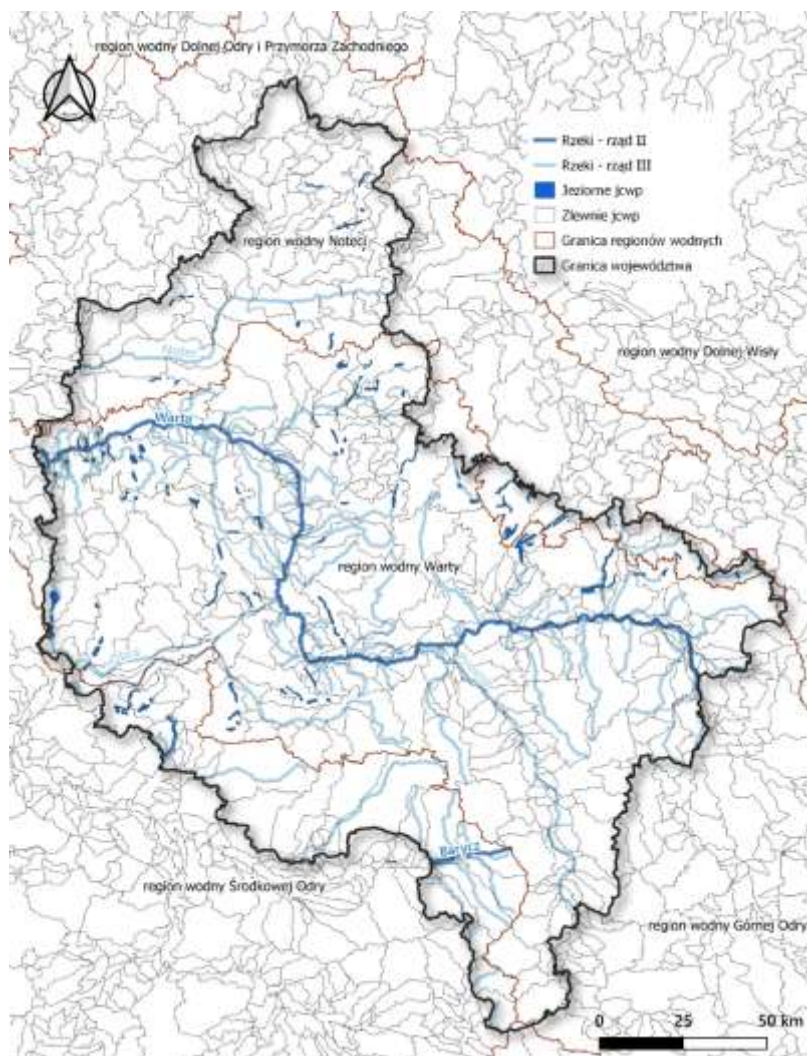 region wodny Dolnej Odry i Przymorza Zachodniego
Rzeki - rząd II
Rzeki - rząd III
Jeziorne jcwp
Zlewnie jcwp
Granica regionów wodnych
Granica województwa
region wodny Noteci
Noteć
region wodny Dolnej Wisły
Warta
region wodny Warty
Barycz
region wodny Środkowej Odry
region wodny Górnej Odry
0 25 50 km